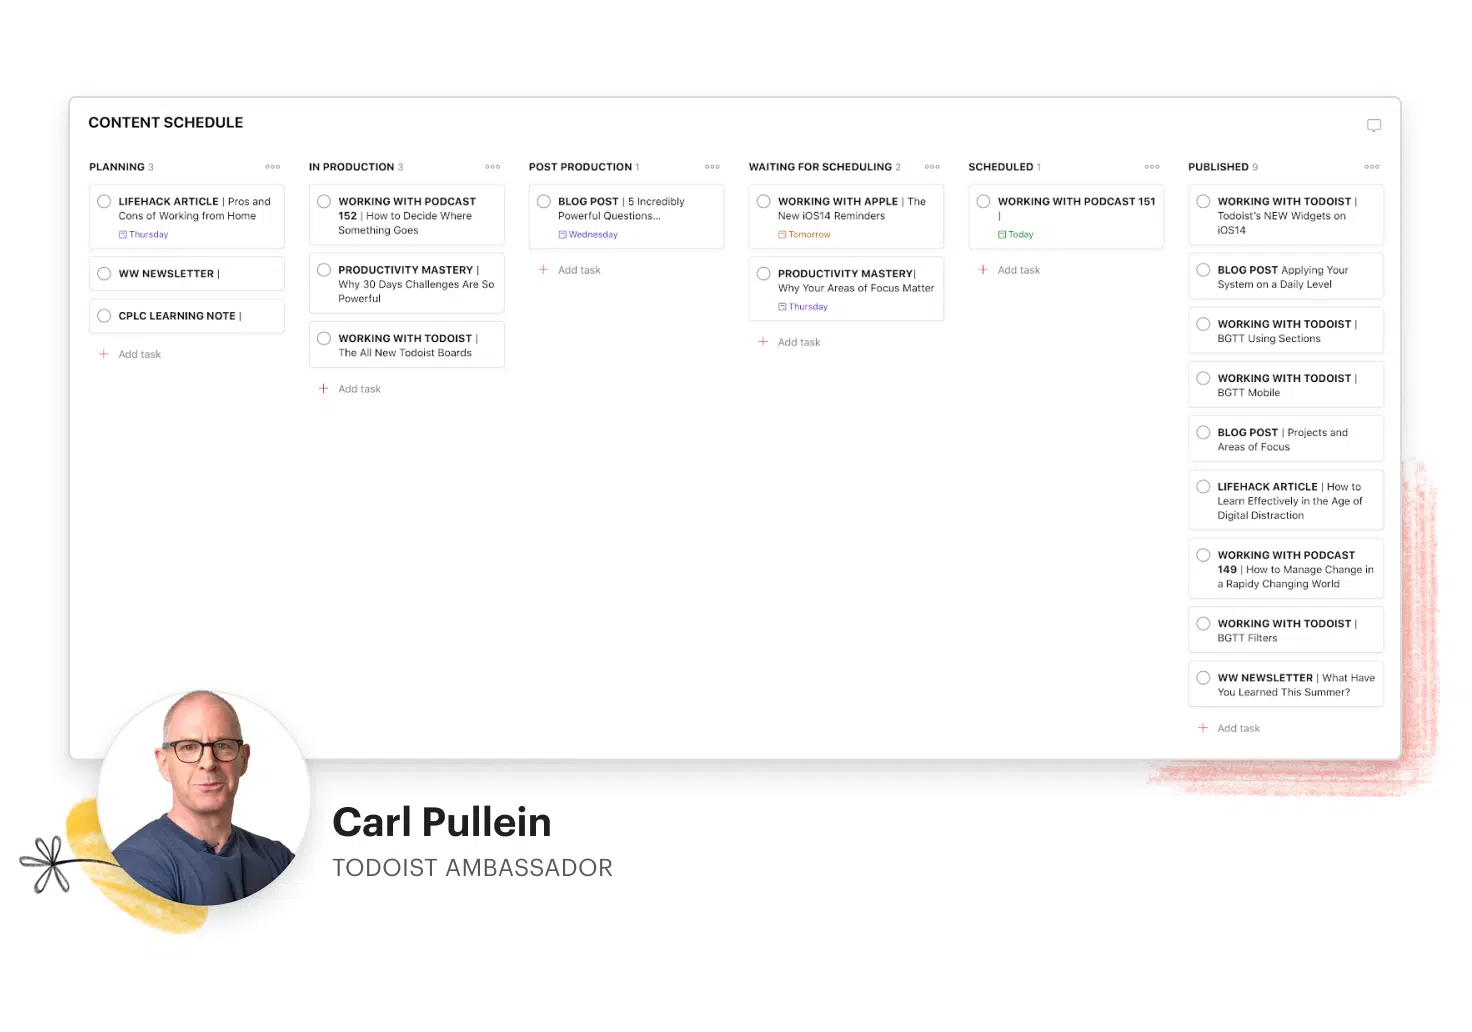 CONTENT SCHEDULE
PLANNING 3
LIFEHACK ARTICLE | Pros and
Cons of Working from Home
Thursday
WW NEWSLETTER |
CPLC LEARNING NOTE |
Add task
IN PRODUCTION 3
WORKING WITH PODCAST
152 | How to Decide Where
Something Goes
PRODUCTIVITY MASTERY |
Why 30 Days Challenges Are So
Powerful
WORKING WITH TODOIST |
The All New Todoist Boards
Add task
POST PRODUCTION 1
BLOG POST | 5 Incredibly
Powerful Questions...
Wednesday
Add task
WAITING FOR SCHEDULING 2
WORKING WITH APPLE | The
New iOS14 Reminders
Tomorrow
PRODUCTIVITY MASTERY|
Why Your Areas of Focus Matter
Thursday
Add task
SCHEDULED 1
WORKING WITH PODCAST 151
|
Today
Add task
PUBLISHED 9
WORKING WITH TODOIST |
Todoist's NEW Widgets on
iOS14
BLOG POST Applying Your
System on a Daily Level
WORKING WITH TODOIST |
BGTT Using Sections
WORKING WITH TODOIST |
BGTT Mobile
BLOG POST | Projects and
Areas of Focus
LIFEHACK ARTICLE | How to
Learn Effectively in the Age of
Digital Distraction
WORKING WITH PODCAST
149 | How to Manage Change in
a Rapidy Changing World
WORKING WITH TODOIST |
BGTT Filters
WW NEWSLETTER | What Have
You Learned This Summer?
Add task
Carl Pullein
TODOIST AMBASSADOR